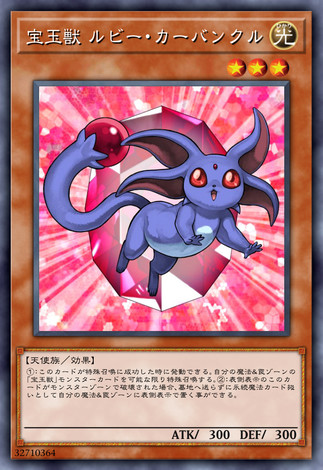 宝玉獣 ルビー・カーバンクル
光
【天使族／効果】
①：このカードが特殊召喚に成功した時に発動できる。自分の魔法&罠ゾーンの
「宝玉獣」モンスターカードを可能な限り特殊召喚する。②：表側表示のこのカー
ドがモンスターゾーンで破壊された場合、墓地へ送らずに永続魔法カード扱
いとして自分の魔法&罠ゾーンに表側表示で置く事ができる。
ATK/ 300 DEF/ 300
32710364